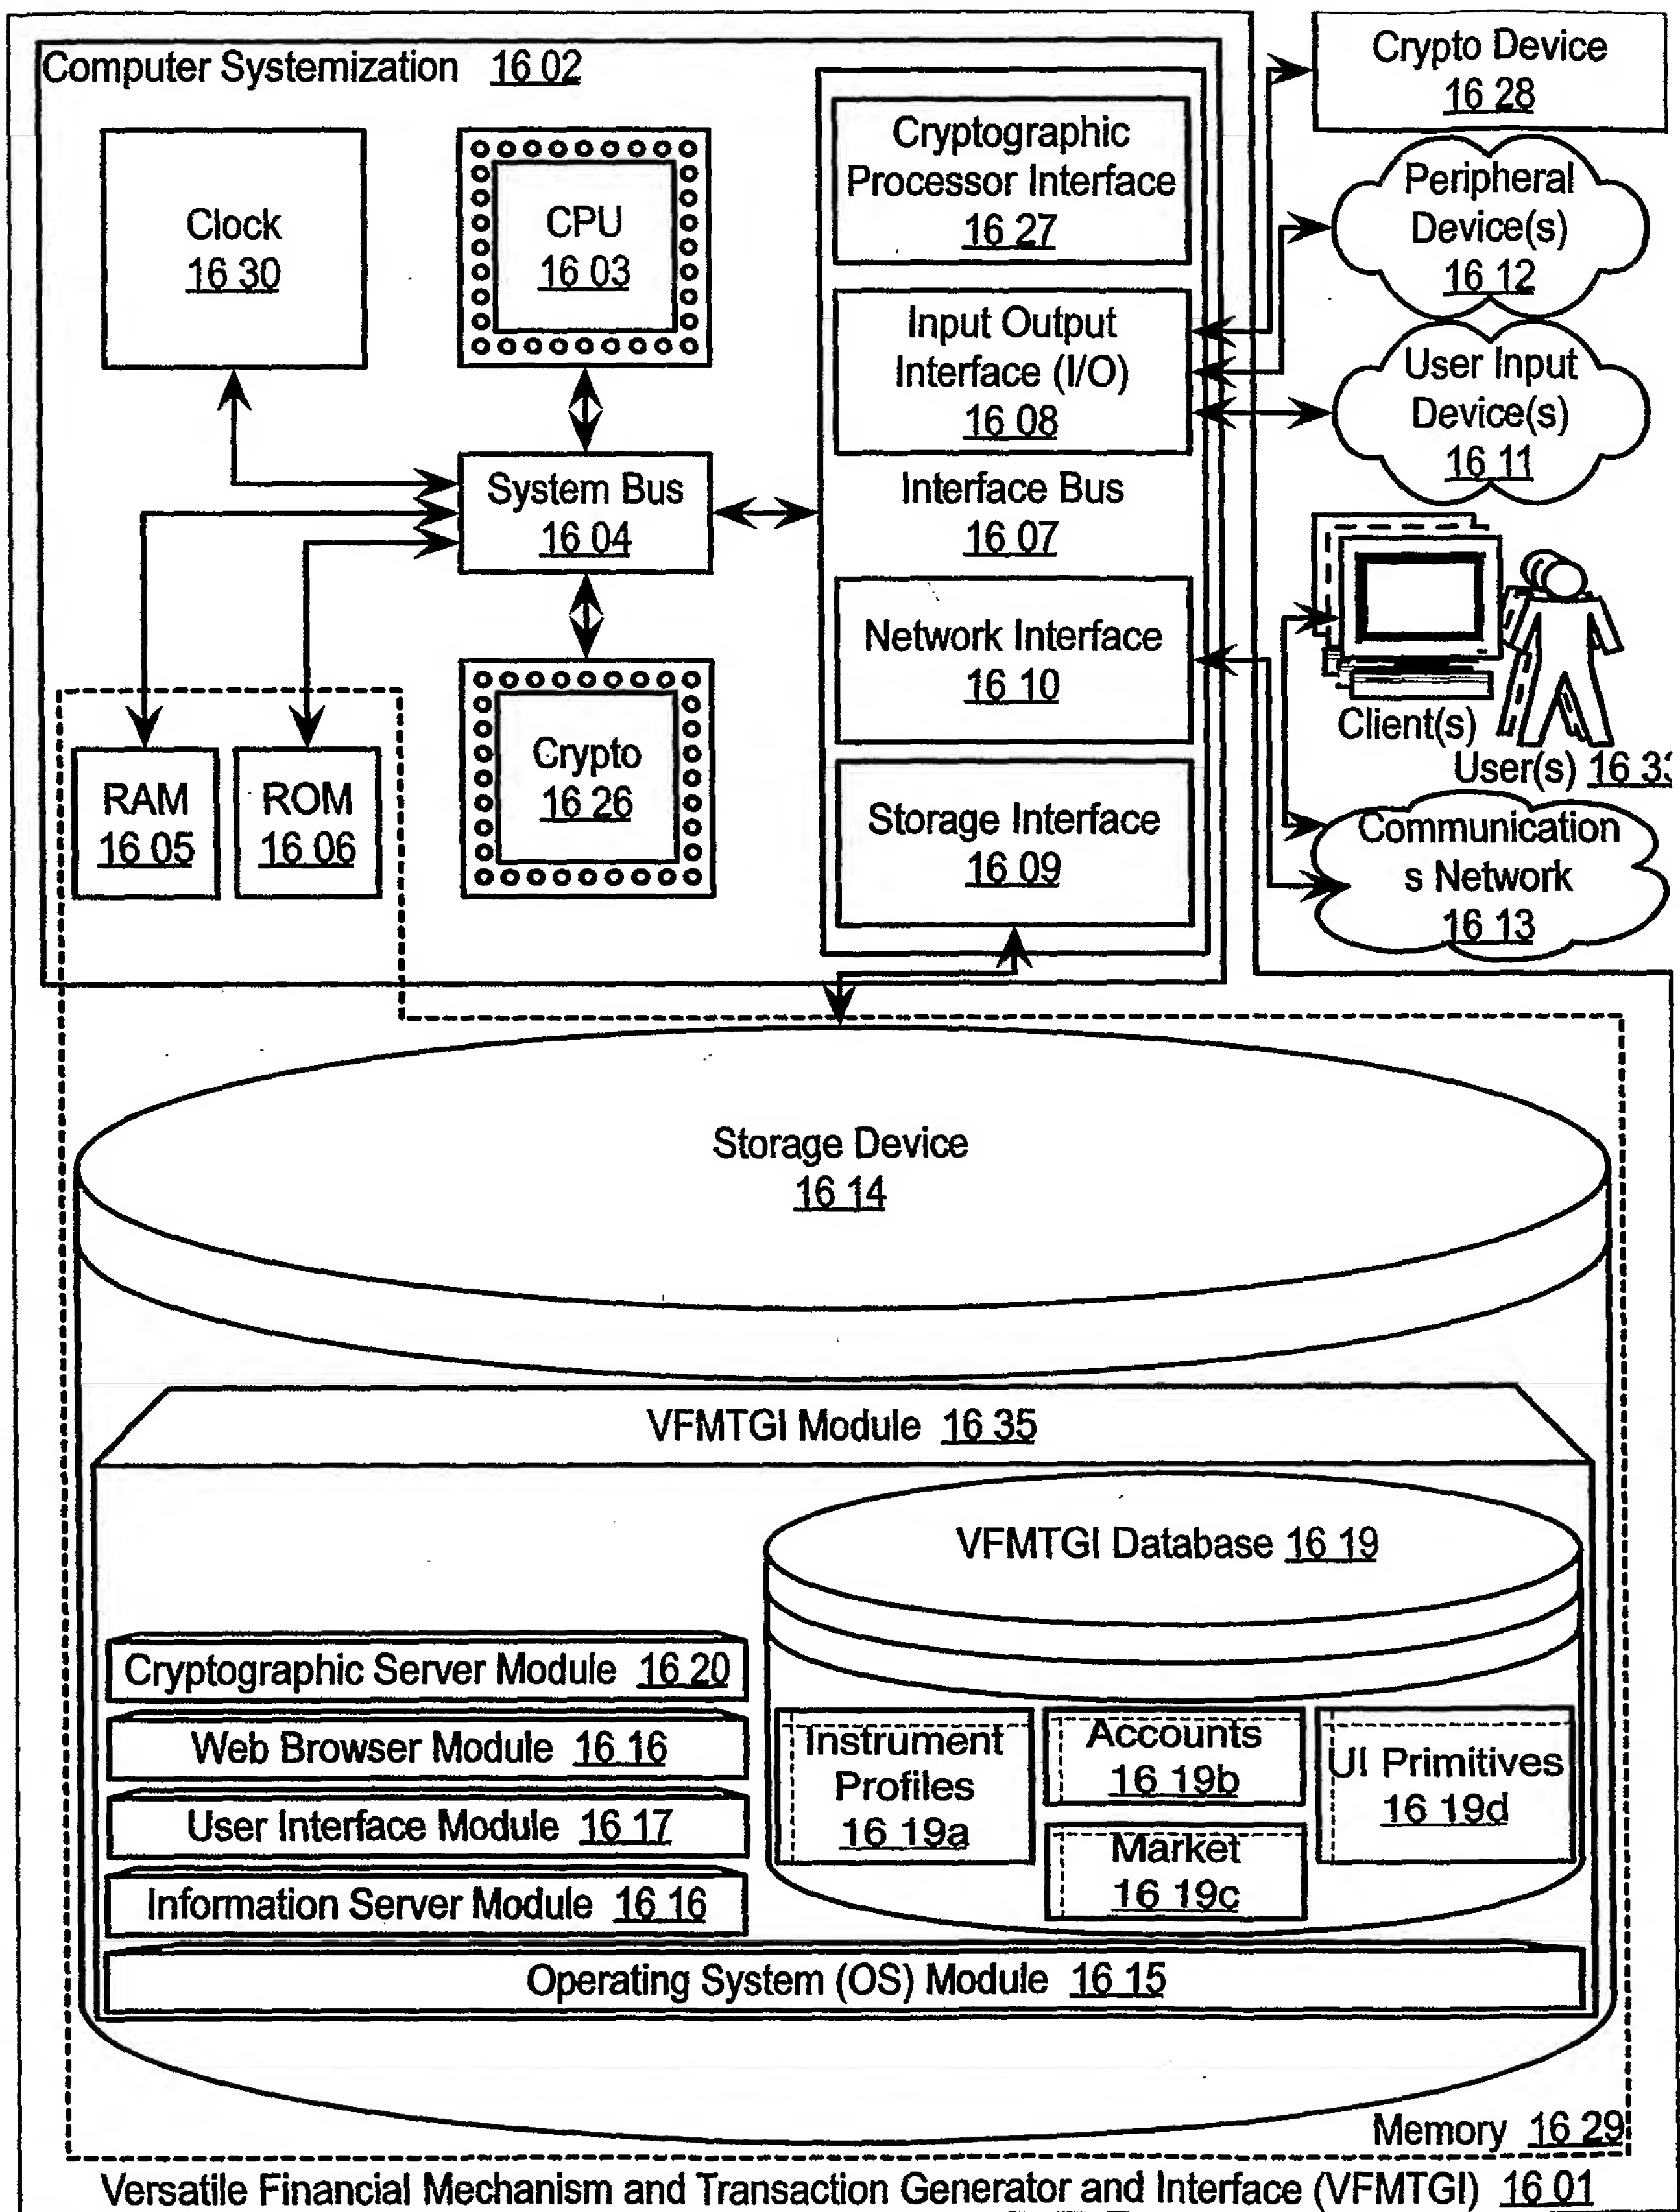 Computer Systemization 16 02
Clock
16 30
CPU
16 03
System Bus
16 04
Crypto
16 26
RAM
16 05
ROM
16 06
Cryptographic
Processor Interface
16 27
Input Output
Interface (I/O)
16 08
Interface Bus
16 07
Network Interface
16 10
Storage Interface
16 09
Crypto Device
16 28
Peripheral
Device(s)
16 12
User Input
Device(s)
16 11
Client(s)
User(s)
Communication
s Network
16 13
Storage Device
16 14
VFMTGI Module 16 35
VFMTGI Database 16 19
Cryptographic Server Module 16 20
Web Browser Module 16 16
User Interface Module 16 17
Information Server Module 16 16
Instrument
Profiles
16 19a
Accounts
16 19b
Market
16 19c
UI Primitives
16 19d
Operating System (OS) Module 16 15
Memory 16 29
Versatile Financial Mechanism and Transaction Generator and Interface (VFMTGI) 16 01